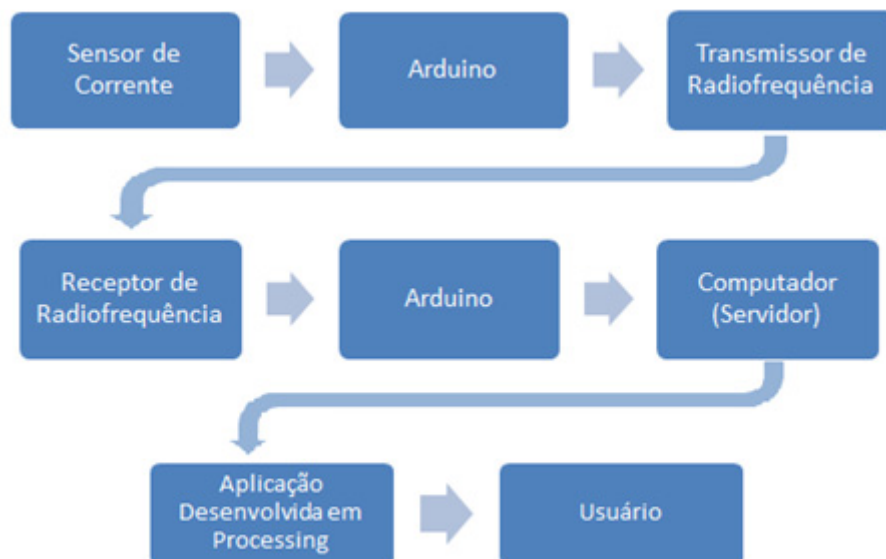 Sensor de
Corrente
Arduino
Transmissor de
Radiofrequência
Receptor de
Radiofrequência
Arduino
Computador
(Servidor)
Aplicação
Desenvolvida em
Processing
Usuário